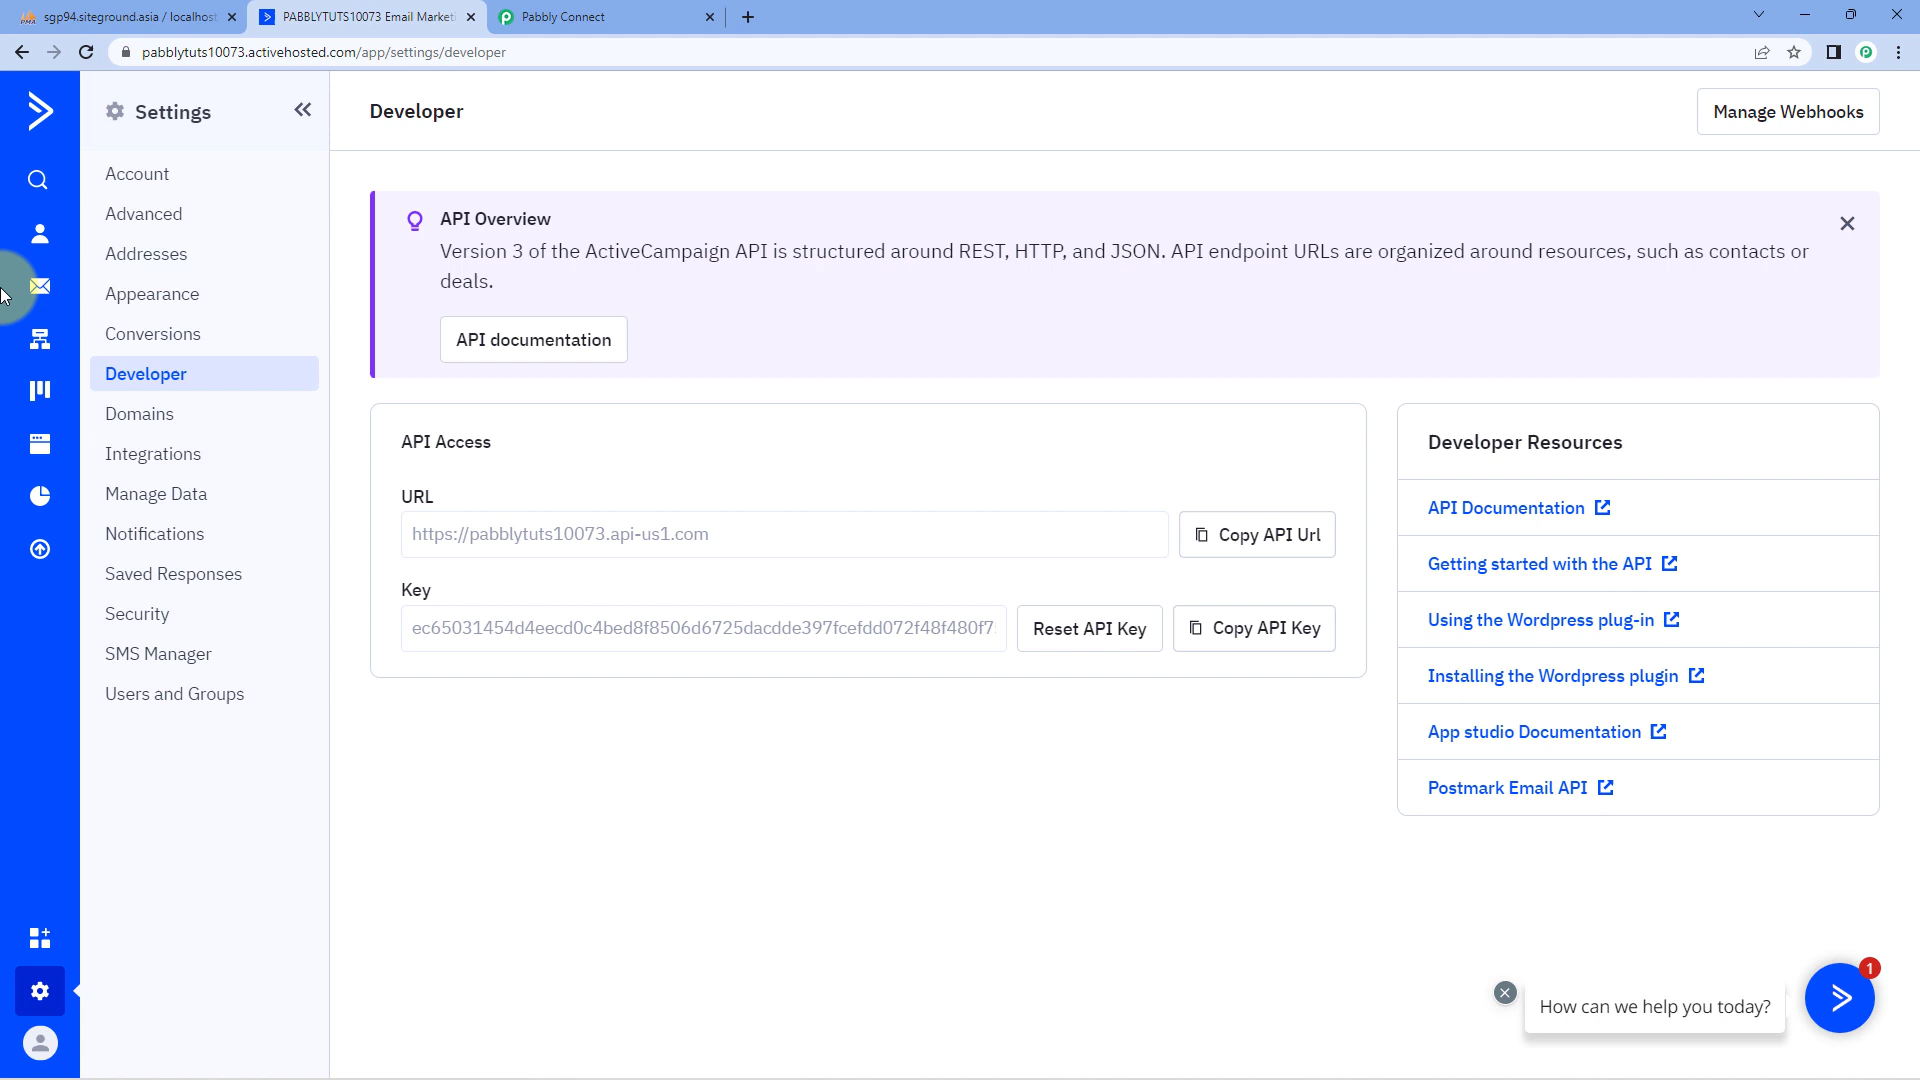 sgp94.siteground.asia / localhost
PABBLYTUTS10073 Email Marketi
Pabbly Connect
pabblytuts10073.activehosted.com/app/settings/developer
Settings
Account
Advanced
Addresses
Appearance
Conversions
Developer
Domains
Integrations
Manage Data
Notifications
Saved Responses
Security
SMS Manager
Users and Groups
Developer
Manage Webhooks
API Overview
Version 3 of the ActiveCampaign API is structured around REST, HTTP, and JSON. API endpoint URLs are organized around resources, such as contacts or
deals.
API documentation
API Access
URL
https://pabblytuts10073.api-us1.com
Copy API Url
Key
ec65031454d4eecd0c4bed8f8506d6725dacdde397fcefdd072f48f480f7
Reset API Key
Copy API Key
Developer Resources
API Documentation
Getting started with the API
Using the Wordpress plug-in
Installing the Wordpress plugin
App studio Documentation
Postmark Email API
How can we help you today?
1